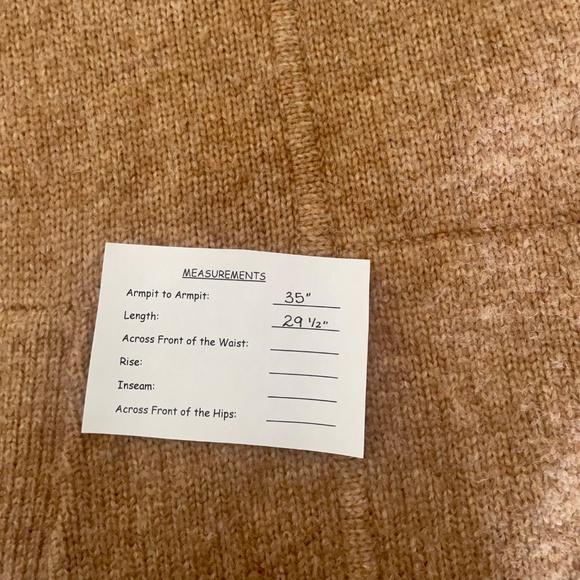 MEASUREMENTS
Armpit to Armpit: 35"
Length: 29 1/2"
Across Front of the Waist:
Rise:
Inseam:
Across Front of the Hips: